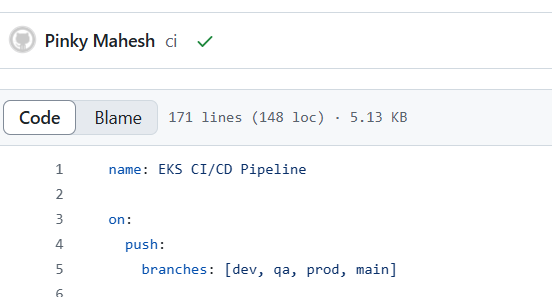 Pinky Mahesh ci
Code Blame 171 lines (148 loc) · 5.13 KB
1 name: EKS CI/CD Pipeline
2
3 on:
4 push:
5 branches: [dev, qa, prod, main]
6